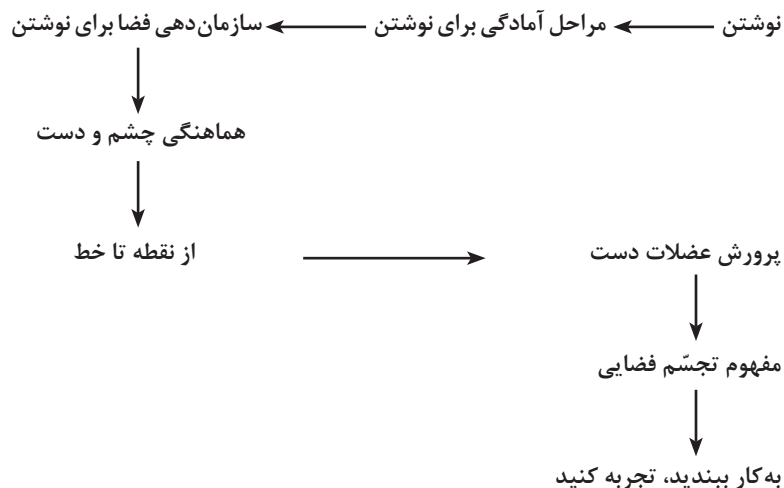 نوشتن
مراحل آمادگی برای نوشتن
سازمان‌دهی فضا برای نوشتن
هماهنگی چشم و دست
از نقطه تا خط
پرورش عضلات دست
مفهوم تجسّم فضایی
به‌کار ببندید، تجربه کنید